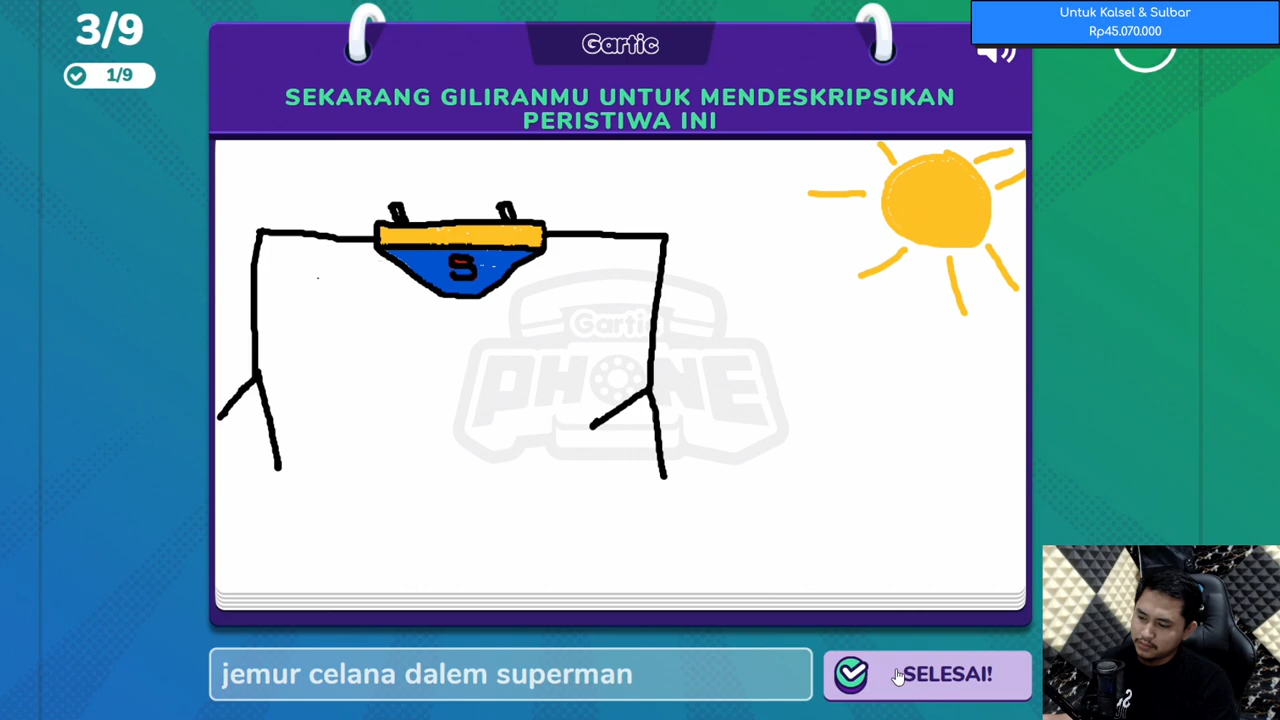 3/9
1/9
Gartic
Untuk Kalsel & Sulbar
Rp45.070.000
SEKARANG GILIRANMU UNTUK MENDESKRIPSIKAN
PERISTIWA INI
S
Gartic
PHONE
jemur celana dalem superman
SELESAI!